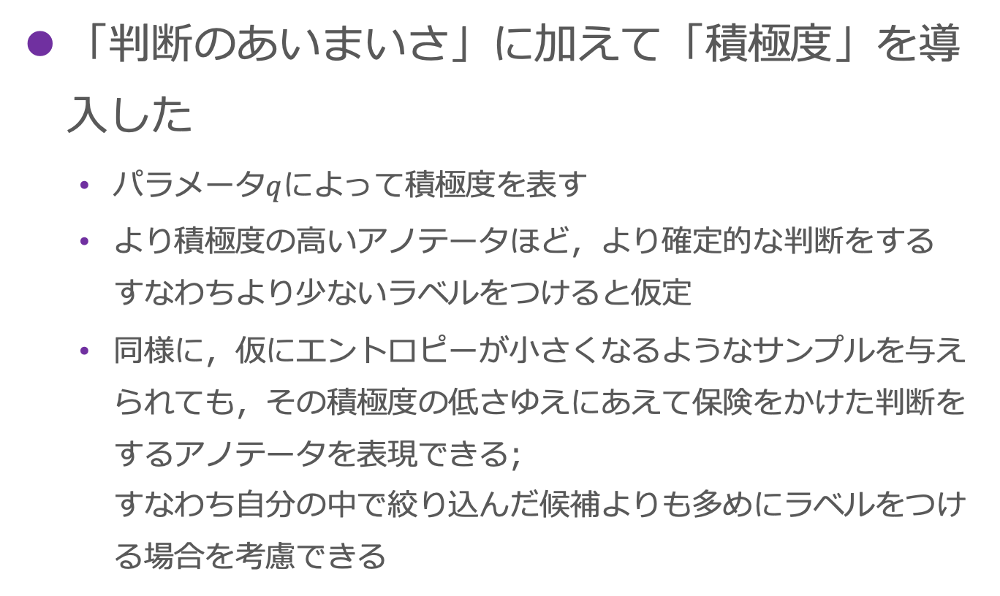 ● 「判断のあいまいさ」に加えて「積極度」を導
入した
• パラメータqによって積極度を表す
• より積極度の高いアノテータほど，より確定的な判断をする
すなわちより少ないラベルをつけると仮定
• 同様に，仮にエントロピーが小さくなるようなサンプルを与え
られても，その積極度の低さゆえにあえて保険をかけた判断を
するアノテータを表現できる;
すなわち自分の中で絞り込んだ候補よりも多めにラベルをつけ
る場合を考慮できる